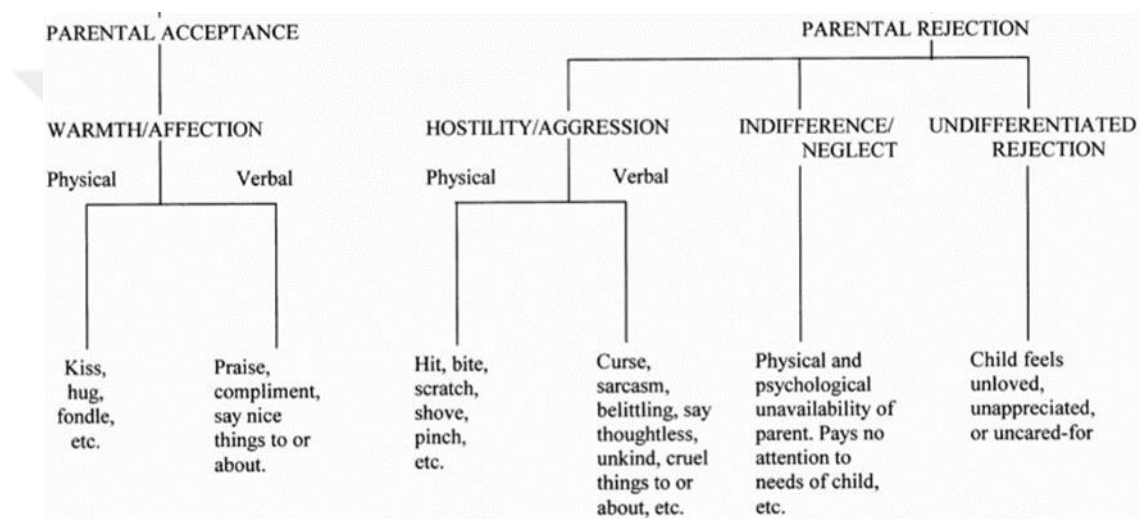 PARENTAL ACCEPTANCE
PARENTAL REJECTION
WARMTH/AFFECTION
HOSTILITY/AGGRESSION
INDIFFERENCE/
NEGLECT
UNDIFFERENTIATED
REJECTION
Physical
Verbal
Physical
Verbal
Kiss,
hug,
fondle,
etc.
Praise,
compliment,
say nice
things to or
about.
Hit, bite,
scratch,
shove,
pinch,
etc.
Curse,
sarcasm,
belittling, say
thoughtless,
unkind, cruel
things to or
about, etc.
Physical and
psychological
unavailability of
parent. Pays no
attention to
needs of child,
etc.
Child feels
unloved,
unappreciated,
or uncared-for